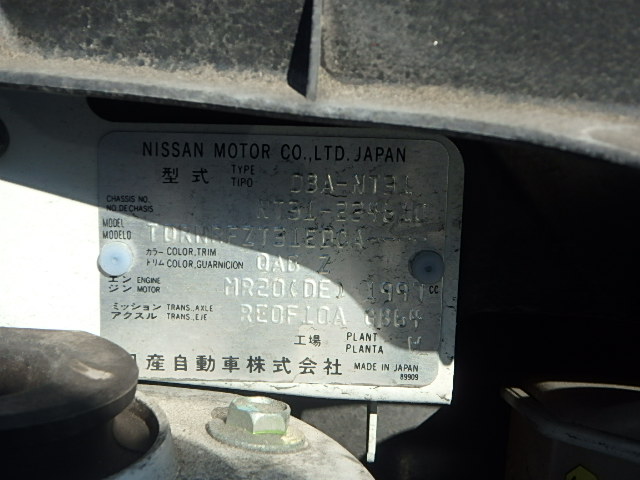 NISSAN MOTOR CO.,LTD. JAPAN
型式 TYPE TIPO DBA-NT31
CHASSIS NO.
NO.DE CHASIS
MODEL
MODELO
カラー COLOR,TRIM
トリム COLOR,GUARNICION QAB Z
エンジン ENGINE MOTOR MR20(DE) 1997 cc
ミッション TRANS.,AXLE
アクスル TRANS.,EJE RE0F10A
工場 PLANT PLANTA
日産自動車株式会社 MADE IN JAPAN
89909